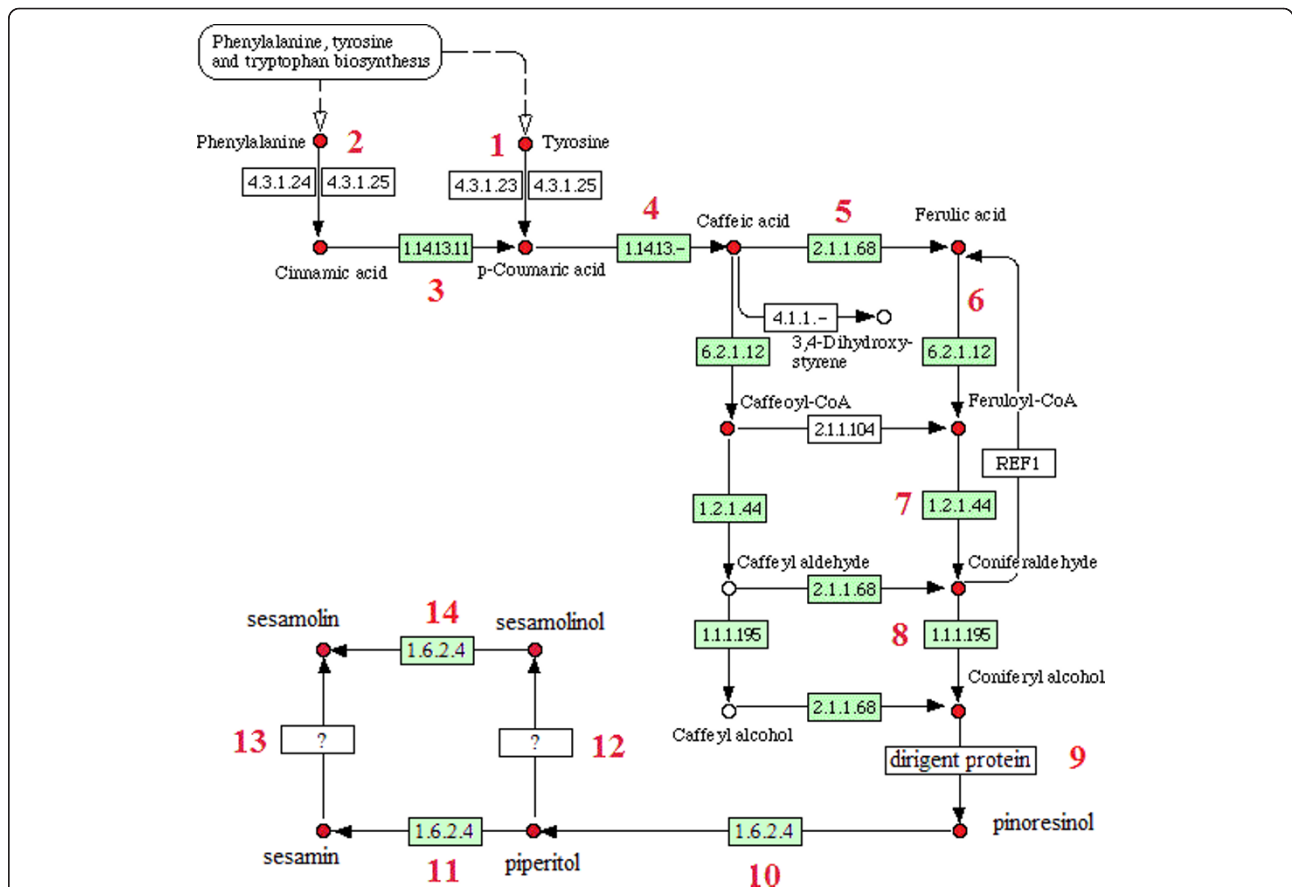 Phenylalanine, tyrosine
and tryptophan biosynthesis
Phenylalanine
2
1
Tyrosine
4.3.1.24
4.3.1.25
4.3.1.23
4.3.1.25
4
Caffeic acid
5
Ferulic acid
1.14.13.11
1.14.13.-
2.1.1.68
Cinnamic acid
3
p-Coumaric acid
6
4.1.1.-
3,4-Dihydroxy-
styrene
6.2.1.12
6.2.1.12
Caffeoyl-CoA
Feruloyl-CoA
2.1.1.104
REF1
1.2.1.44
7
1.2.1.44
Caffeyl aldehyde
Coniferaldehyde
2.1.1.68
sesamolin
14
sesamolinol
1.6.2.4
1.1.1.195
8
1.1.1.195
Coniferyl alcohol
2.1.1.68
Caffeyl alcohol
13
?
?
12
dirigent protein
9
pinoresinol
1.6.2.4
1.6.2.4
sesamin
11
piperitol
10